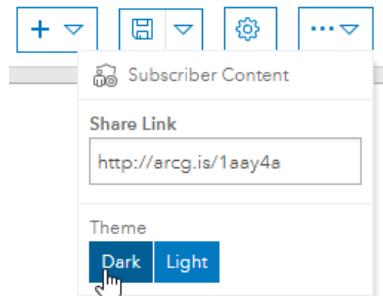 Subscriber Content
Share Link
http://arcg.is/1aay4a
Theme
Dark Light